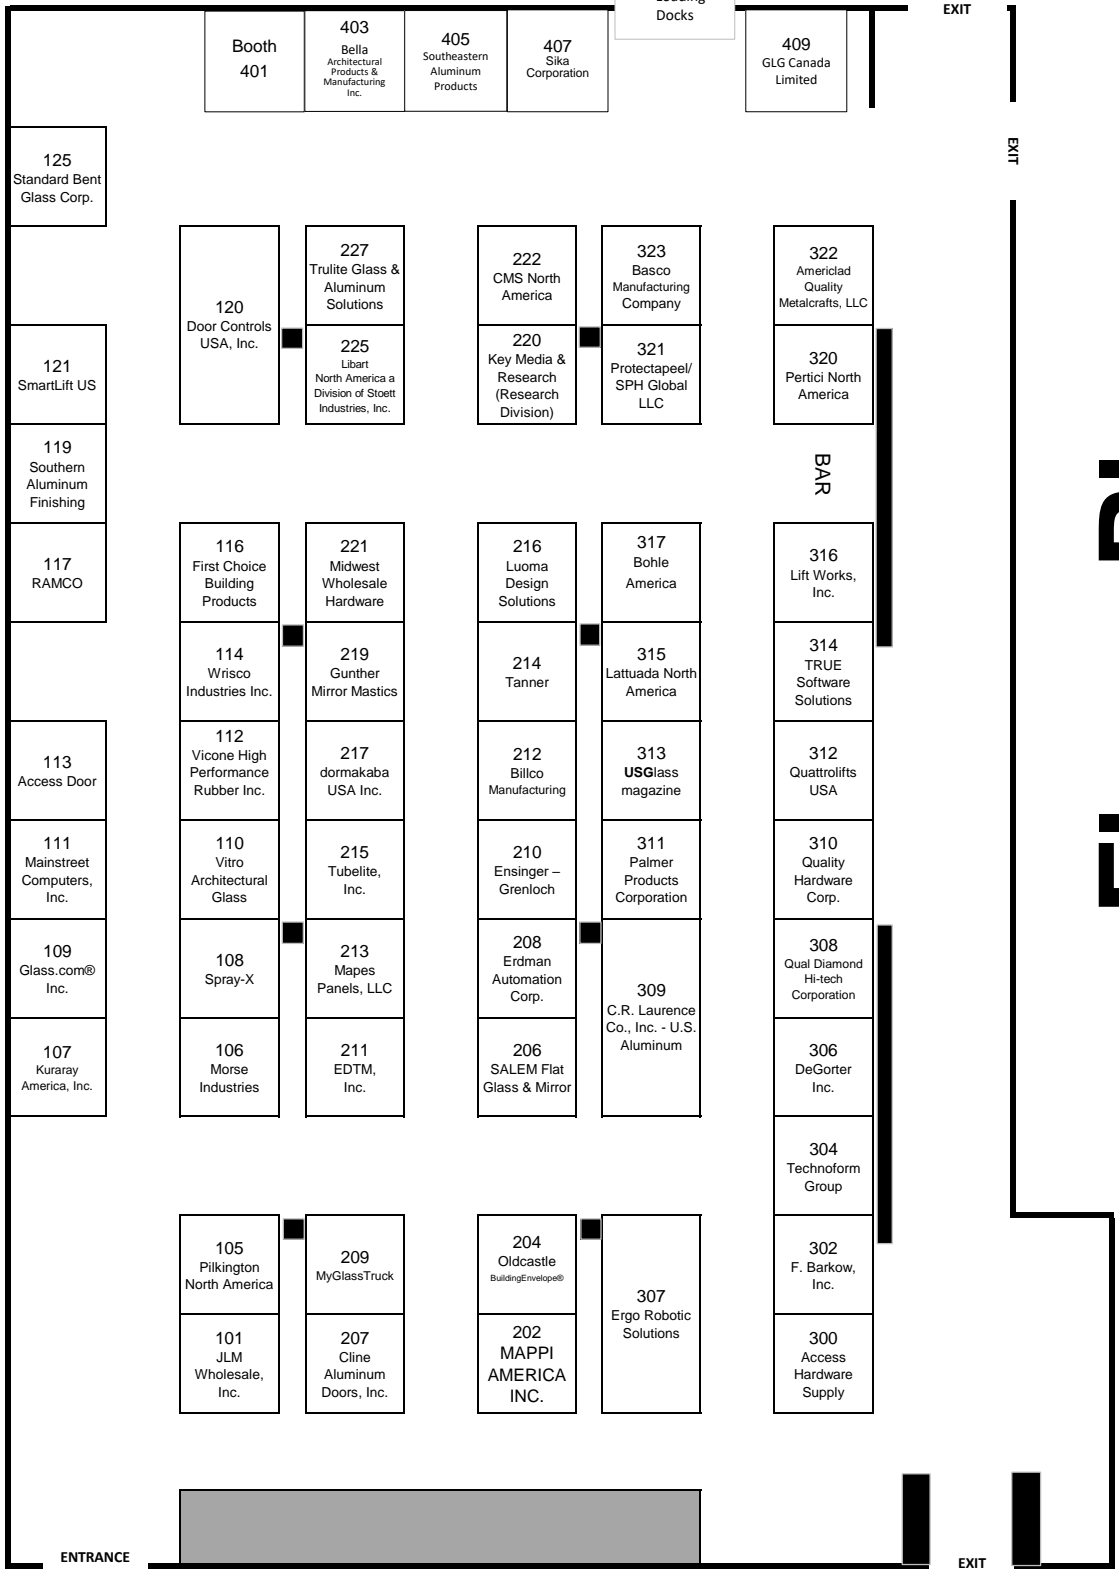 Docks
EXIT
Booth
401
403
Bella
Architectural
Products &
Manufacturing
Inc.
405
Southeastern
Aluminum
Products
407
Sika
Corporation
409
GLG Canada
Limited
EXIT
125
Standard Bent
Glass Corp.
120
Door Controls
USA, Inc.
227
Trulite Glass &
Aluminum
Solutions
222
CMS North
America
323
Basco
Manufacturing
Company
322
Americlad
Quality
Metalcrafts, LLC
121
SmartLift US
225
Libart
North America a
Division of Stoett
Industries, Inc.
220
Key Media &
Research
(Research
Division)
321
Protectapeel/
SPH Global
LLC
320
Pertici North
America
119
Southern
Aluminum
Finishing
BAR
117
RAMCO
116
First Choice
Building
Products
221
Midwest
Wholesale
Hardware
216
Luoma
Design
Solutions
317
Bohle
America
316
Lift Works,
Inc.
114
Wrisco
Industries Inc.
219
Gunther
Mirror Mastics
214
Tanner
315
Lattuada North
America
314
TRUE
Software
Solutions
113
Access Door
112
Vicone High
Performance
Rubber Inc.
217
dormakaba
USA Inc.
212
Billco
Manufacturing
313
USGlass
magazine
312
Quattrolifts
USA
111
Mainstreet
Computers,
Inc.
110
Vitro
Architectural
Glass
215
Tubelite,
Inc.
210
Ensinger –
Grenloch
311
Palmer
Products
Corporation
310
Quality
Hardware
Corp.
109
Glass.com®
Inc.
108
Spray-X
213
Mapes
Panels, LLC
208
Erdman
Automation
Corp.
309
C.R. Laurence
Co., Inc. - U.S.
Aluminum
308
Qual Diamond
Hi-tech
Corporation
107
Kuraray
America, Inc.
106
Morse
Industries
211
EDTM,
Inc.
206
SALEM Flat
Glass & Mirror
306
DeGorter
Inc.
304
Technoform
Group
105
Pilkington
North America
209
MyGlassTruck
204
Oldcastle
BuildingEnvelope®
307
Ergo Robotic
Solutions
302
F. Barkow,
Inc.
101
JLM
Wholesale,
Inc.
207
Cline
Aluminum
Doors, Inc.
202
MAPPI
AMERICA
INC.
300
Access
Hardware
Supply
ENTRANCE
EXIT